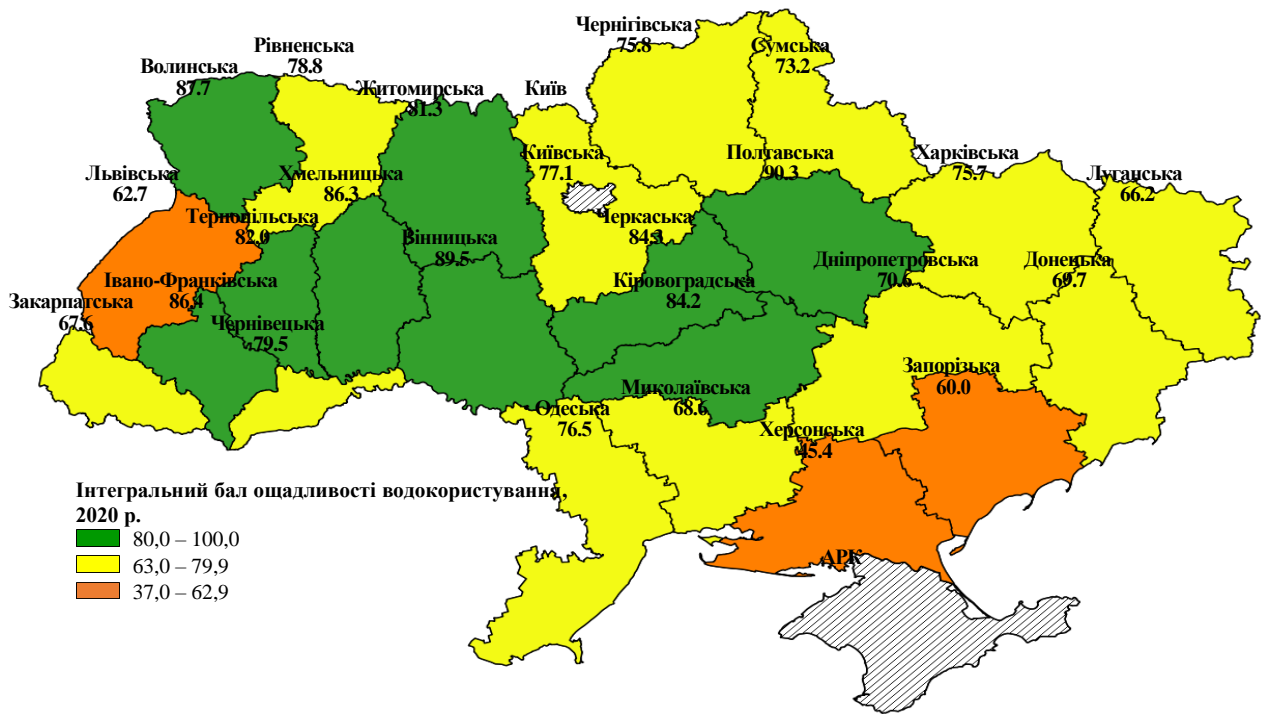 Чернігівська
75.8
Сумська
73.2
Рівненська
78.8
Волинська
87.7
Житомирська
81.3
Київ
Київська
77.1
Полтавська
90.3
Харківська
75.7
Луганська
66.2
Львівська
62.7
Хмельницька
86.3
Тернопільська
82.0
Черкаська
84.3
Вінницька
89.5
Дніпропетровська
70.6
Донецька
69.7
Івано-Франківська
86.4
Кіровоградська
84.2
Закарпатська
67.6
Чернівецька
79.5
Запорізька
60.0
Миколаївська
68.6
Одеська
76.5
Херсонська
45.4
АРК
Інтегральний бал ощадливості водокористування,
2020 р.
80,0 – 100,0
63,0 – 79,9
37,0 – 62,9